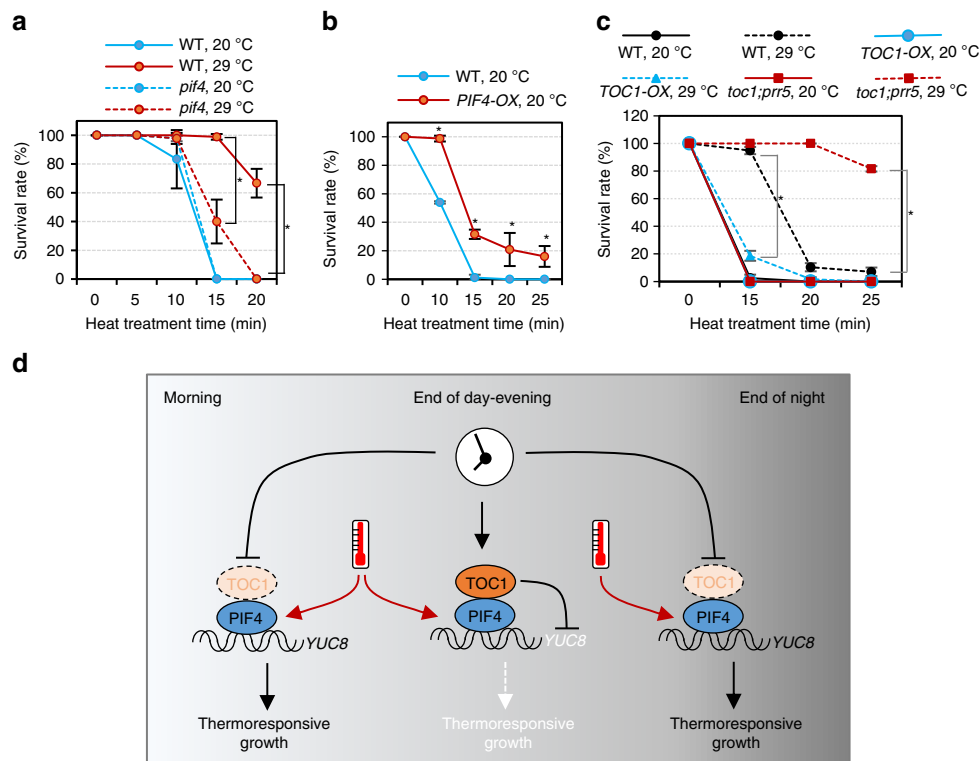 a
WT, 20 °C
WT, 29 °C
pif4, 20 °C
pif4, 29 °C
Survival rate (%)
100
80
60
40
20
0
*
*
0 5 10 15 20
Heat treatment time (min)
b
WT, 20 °C
PIF4-OX, 20 °C
Survival rate (%)
100
80
60
40
20
0
*
*
*
*
0 10 15 20 25
Heat treatment time (min)
c
WT, 20 °C WT, 29 °C TOC1-OX, 20 °C
TOC1-OX, 29 °C toc1;prr5, 20 °C toc1;prr5, 29 °C
Survival rate (%)
120
100
80
60
40
20
0
*
*
0 15 20 25
Heat treatment time (min)
d
Morning End of day-evening End of night
TOC1 TOC1 TOC1
PIF4 PIF4 PIF4
YUC8 YUC8 YUC8
Thermoresponsive
growth
Thermoresponsive
growth
Thermoresponsive
growth